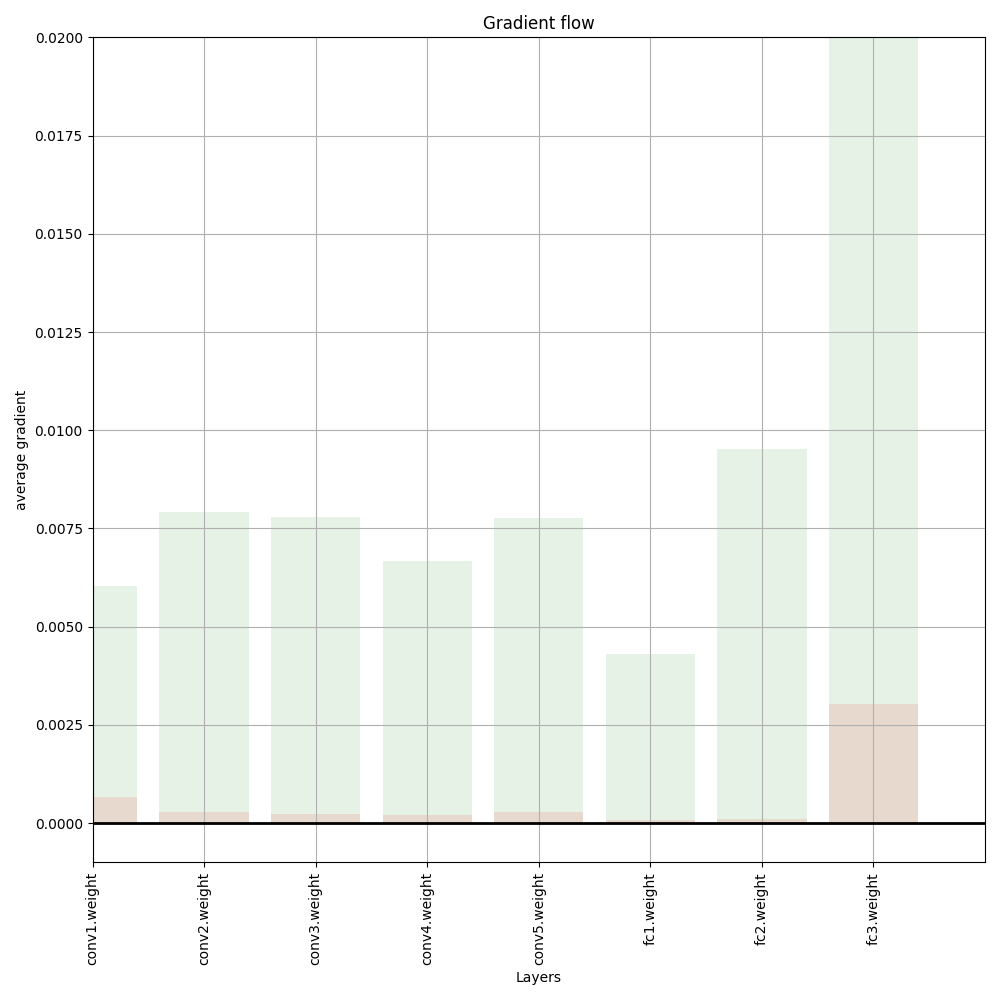 Gradient flow
0.0200
0.0175
0.0150
0.0125
0.0100
0.0075
0.0050
0.0025
0.0000
average gradient
conv1.weight
conv2.weight
conv3.weight
conv4.weight
conv5.weight
fc1.weight
fc2.weight
fc3.weight
Layers